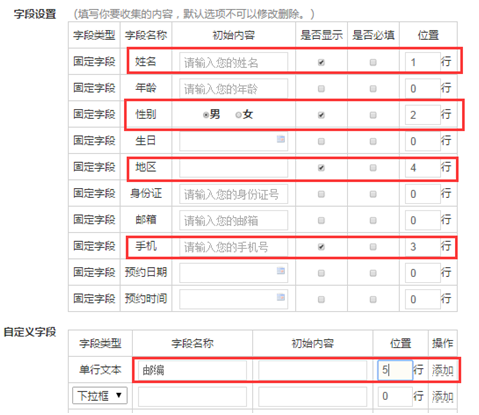 字段设置 （填写你要收集的内容，默认选项不可以修改删除。）
字段类型 字段名称 初始内容 是否显示 是否必填 位置
固定字段 姓名 请输入您的姓名 1 行
固定字段 年龄 请输入您的年龄 0 行
固定字段 性别 男 女 2 行
固定字段 生日 0 行
固定字段 地区 4 行
固定字段 身份证 请输入您的身份证号 0 行
固定字段 邮箱 请输入您的邮箱 0 行
固定字段 手机 请输入您的手机号 3 行
固定字段 预约日期 0 行
固定字段 预约时间 0 行
自定义字段
字段类型 字段名称 初始内容 位置 操作
单行文本 邮编 5 行 添加
下拉框 0 行 添加